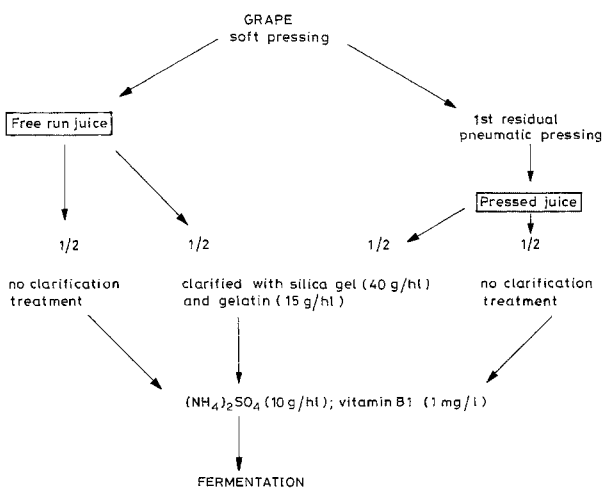 GRAPE
soft pressing
Free run juice
1st residual
pneumatic pressing
Pressed juice
1/2
1/2
1/2
1/2
no clarification
treatment
clarified with silica gel (40 g/hl)
and gelatin (15 g/hl)
no clarification
treatment
(NH4)2SO4 (10 g/hl); vitamin B1 (1 mg/l)
FERMENTATION